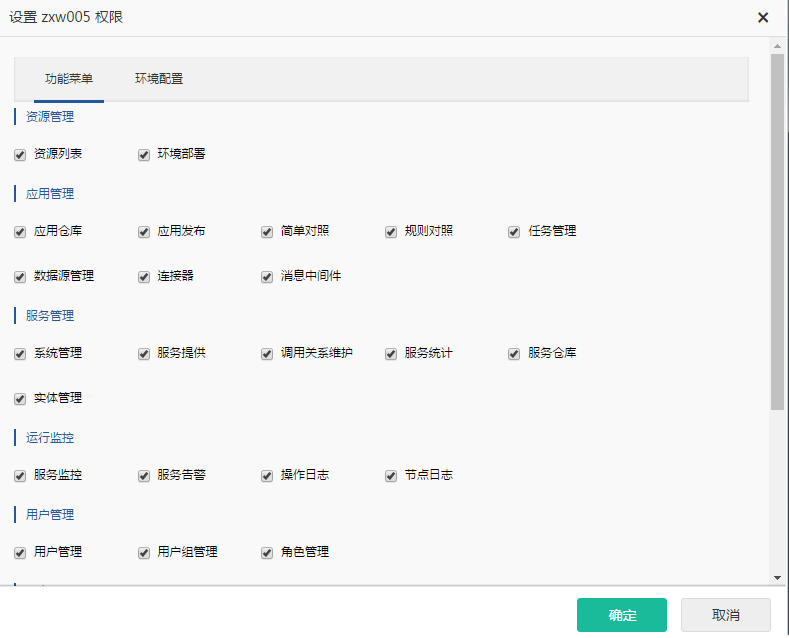 设置 zxw005 权限
功能菜单 环境配置
资源管理
资源列表 环境部署
应用管理
应用仓库 应用发布 简单对照 规则对照 任务管理
数据源管理 连接器 消息中间件
服务管理
系统管理 服务提供 调用关系维护 服务统计 服务仓库
实体管理
运行监控
服务监控 服务告警 操作日志 节点日志
用户管理
用户管理 用户组管理 角色管理
确定 取消